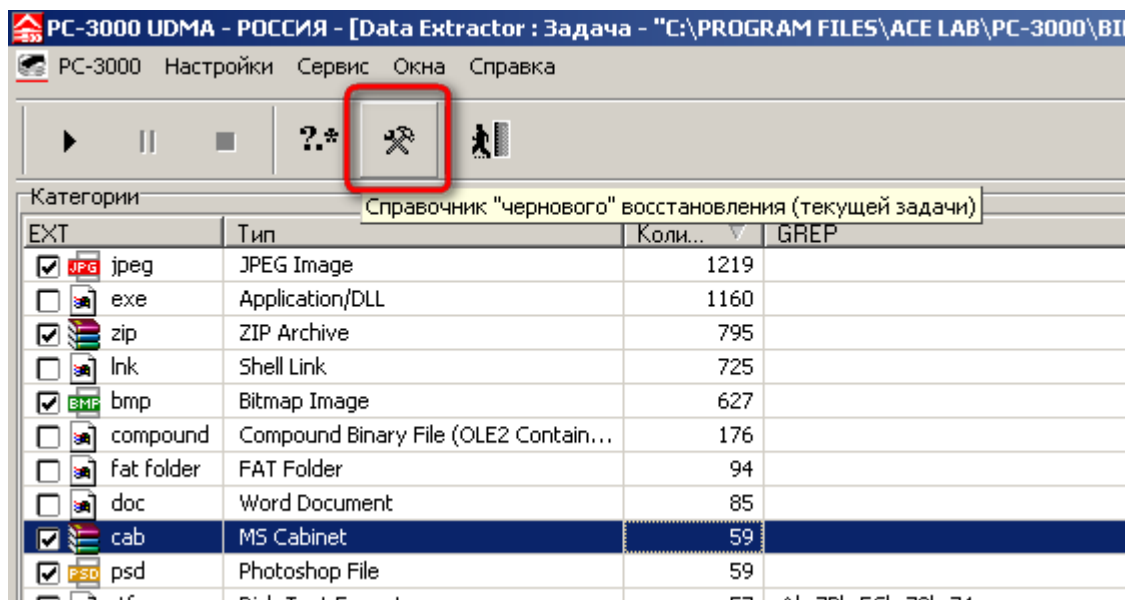 PC-3000 UDMA - РОССИЯ - [Data Extractor : Задача - "C:\PROGRAM FILES\ACE LAB\PC-3000\BI
PC-3000 Настройки Сервис Окна Справка
?.*
Категории
Справочник "чернового" восстановления (текущей задачи)
EXT Тип Коли... GREP
JPG jpeg JPEG Image 1219
exe Application/DLL 1160
zip ZIP Archive 795
lnk Shell Link 725
BMP bmp Bitmap Image 627
compound Compound Binary File (OLE2 Contain... 176
fat folder FAT Folder 94
doc Word Document 85
cab MS Cabinet 59
PSD psd Photoshop File 59